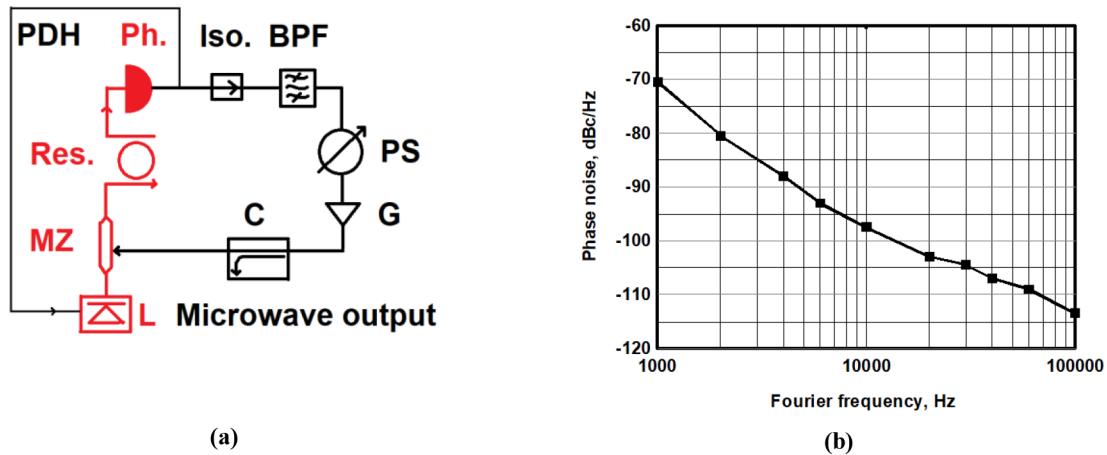 PDH Ph. Iso. BPF
Res.
PS
C
G
MZ
L Microwave output
(a)
-60
-70
-80
-90
-100
-110
-120
Phase noise, dBc/Hz
1000 10000 100000
Fourier frequency, Hz
(b)